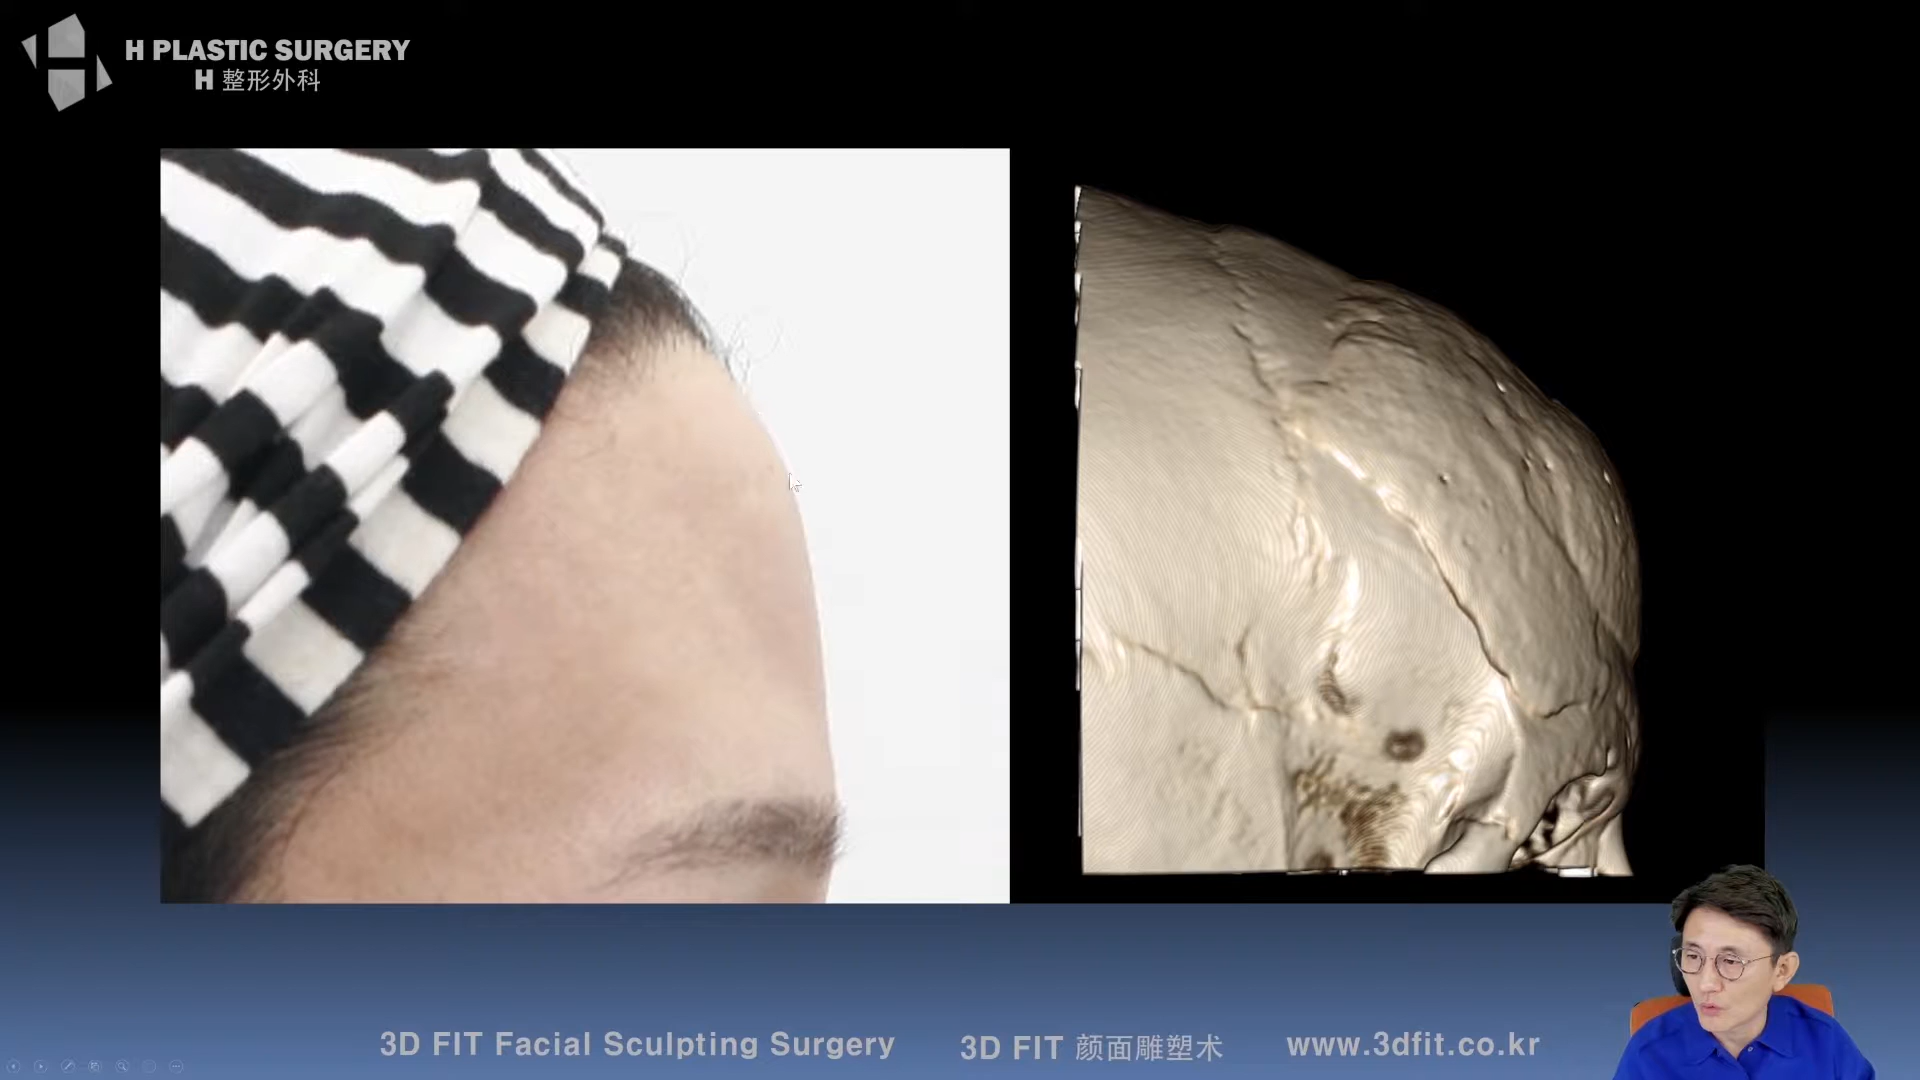 H PLASTIC SURGERY
H 整形外科
3D FIT Facial Sculpting Surgery 3D FIT 颜面雕塑术 www.3dfit.co.kr